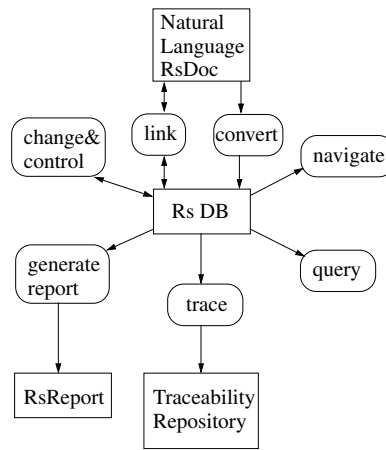 Natural
Language
RsDoc
change&
control
link
convert
navigate
Rs DB
generate
report
query
trace
RsReport
Traceability
Repository